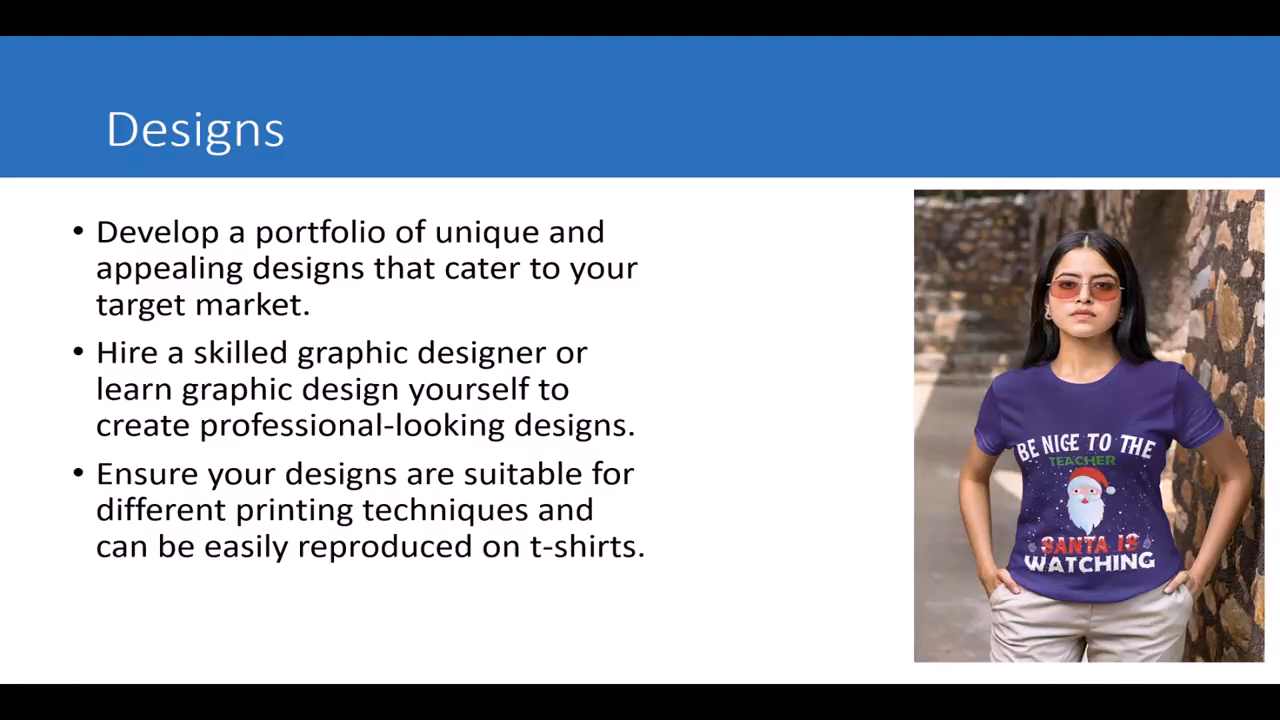 Designs
• Develop a portfolio of unique and
appealing designs that cater to your
target market.
• Hire a skilled graphic designer or
learn graphic design yourself to
create professional-looking designs.
• Ensure your designs are suitable for
different printing techniques and
can be easily reproduced on t-shirts.
BE NICE TO THE
TEACHER
SANTA IS
WATCHING